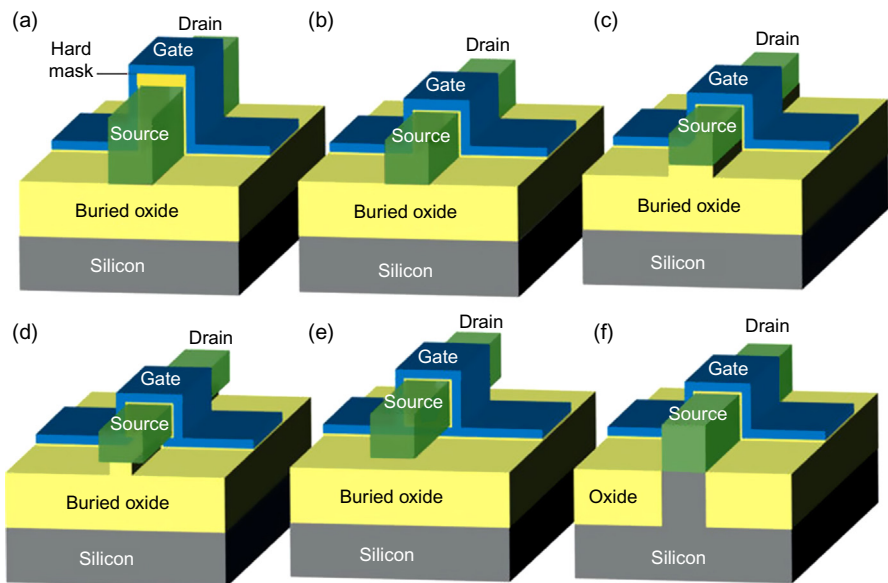 (a)
Drain
Hard
mask
Gate
Source
Buried oxide
Silicon
(b)
Drain
Gate
Source
Buried oxide
Silicon
(c)
Drain
Gate
Source
Buried oxide
Silicon
(d)
Drain
Gate
Source
Buried oxide
Silicon
(e)
Drain
Gate
Source
Buried oxide
Silicon
(f)
Drain
Gate
Source
Oxide
Silicon